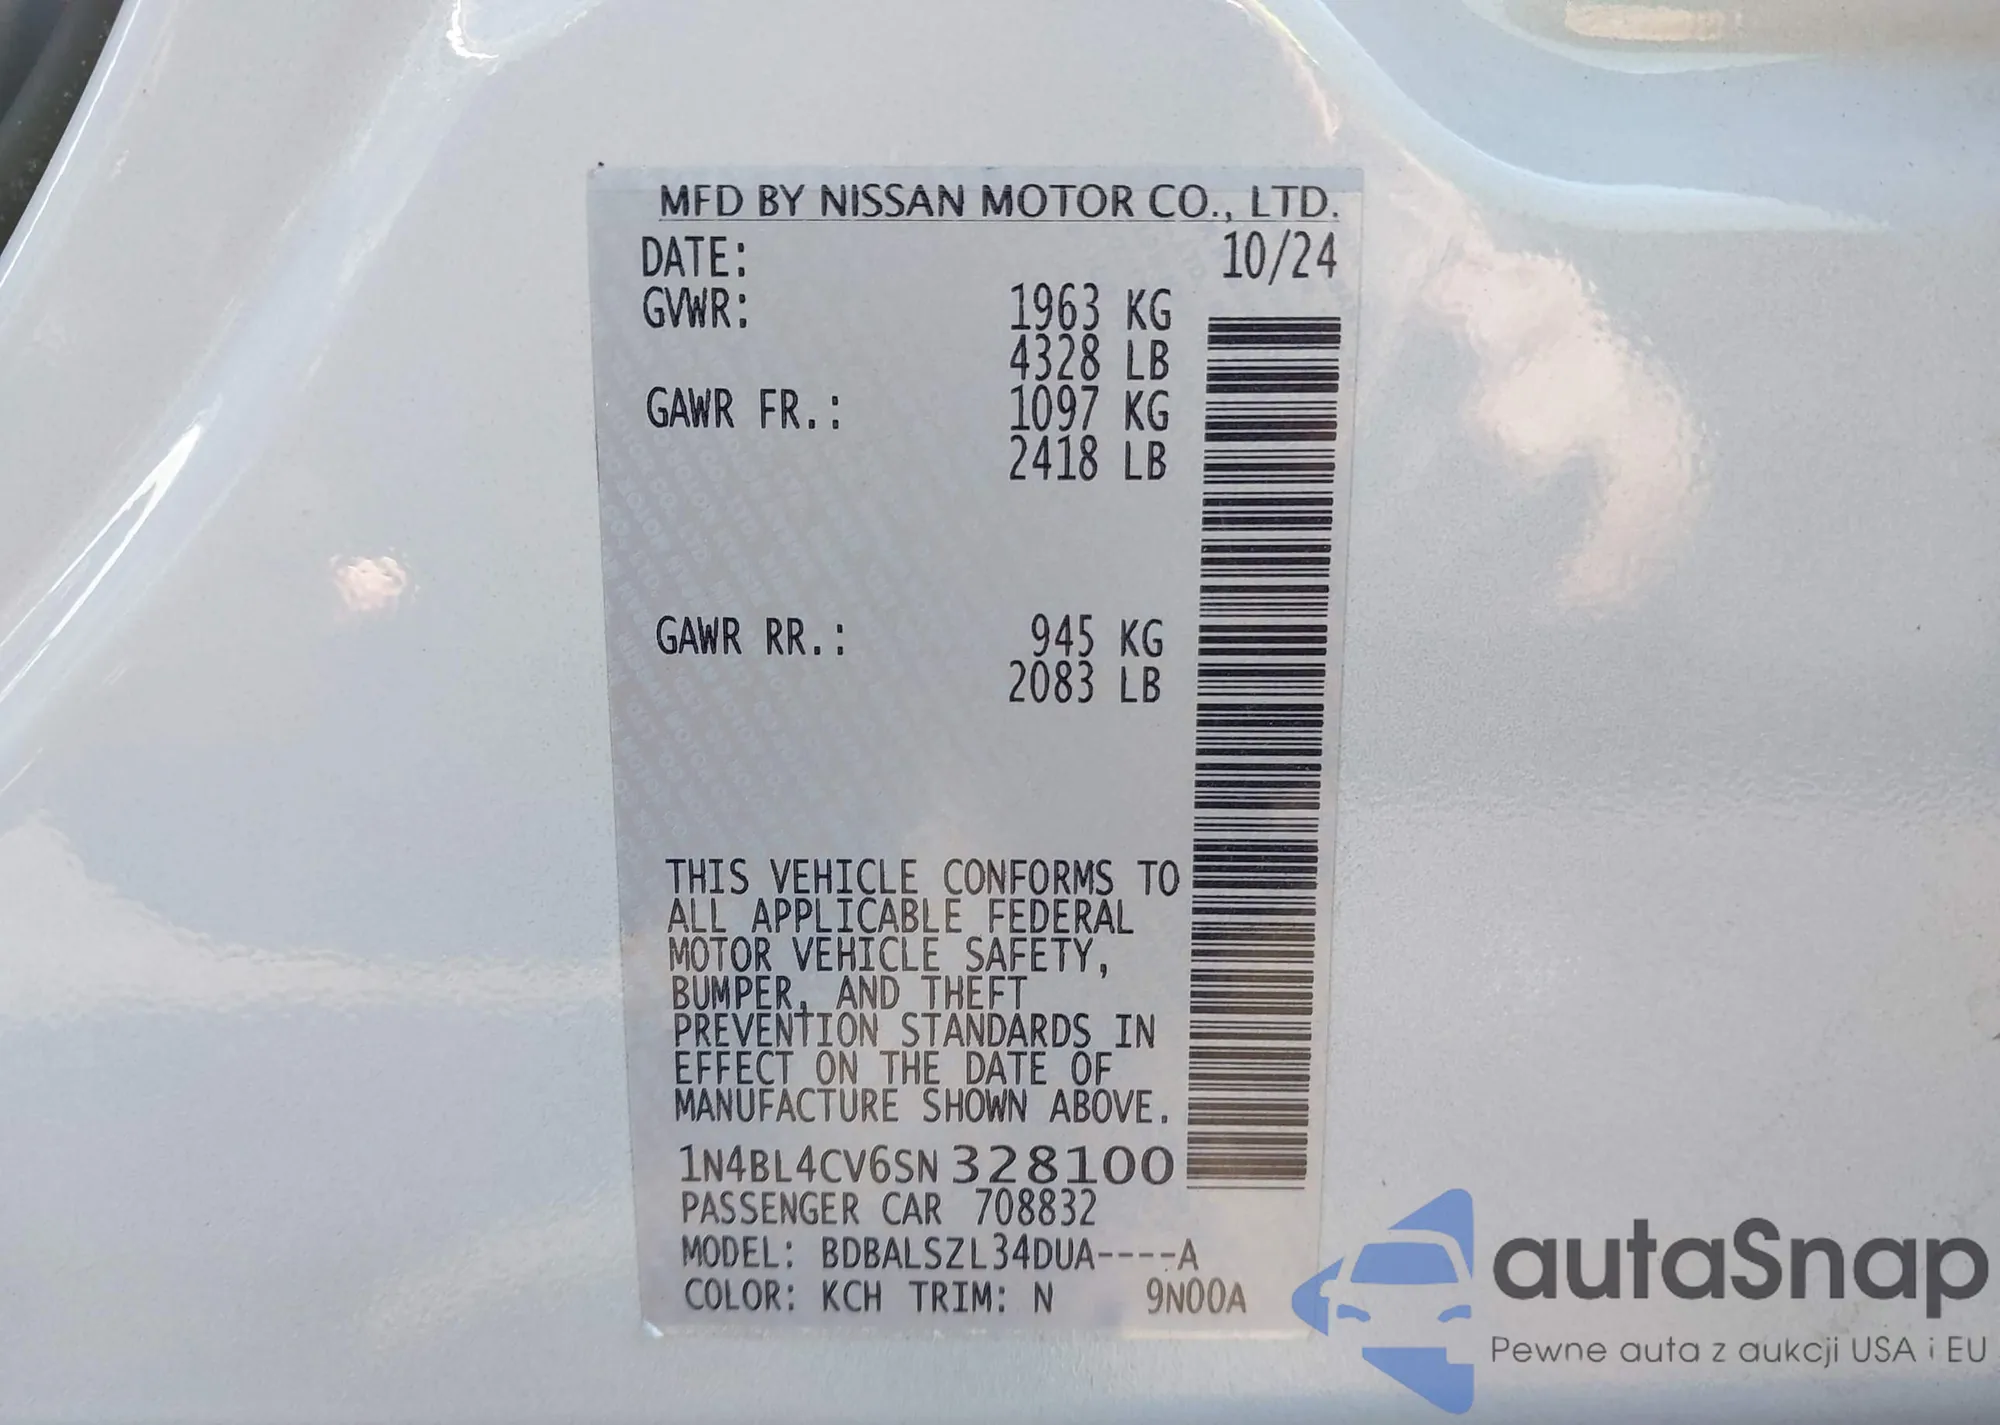 MFD BY NISSAN MOTOR CO., LTD.
DATE: 10/24
GVWR: 1963 KG
4328 LB
GAWR FR.: 1097 KG
2418 LB
GAWR RR.: 945 KG
2083 LB
THIS VEHICLE CONFORMS TO
ALL APPLICABLE FEDERAL
MOTOR VEHICLE SAFETY,
BUMPER, AND THEFT
PREVENTION STANDARDS IN
EFFECT ON THE DATE OF
MANUFACTURE SHOWN ABOVE.
1N4BL4CV6SN328100
PASSENGER CAR 708832
MODEL: BDBALSZL34DUA----A
COLOR: KCH TRIM: N 9N00A
autaSnap
Pewne auta z aukcji USA i EU